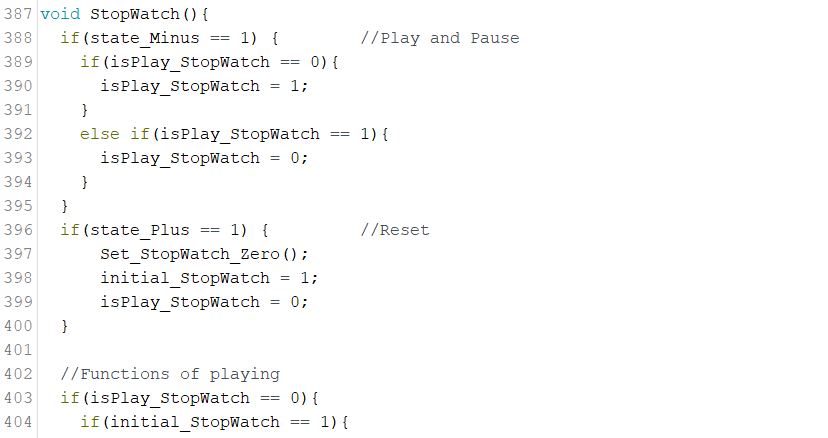 387 void StopWatch(){
388   if(state_Minus == 1) {        //Play and Pause
389     if(isPlay_StopWatch == 0){
390       isPlay_StopWatch = 1;
391     }
392     else if(isPlay_StopWatch == 1){
393       isPlay_StopWatch = 0;
394     }
395   }
396   if(state_Plus == 1) {         //Reset
397       Set_StopWatch_Zero();
398       initial_StopWatch = 1;
399       isPlay_StopWatch = 0;
400   }
401
402   //Functions of playing
403   if(isPlay_StopWatch == 0){
404     if(initial_StopWatch == 1){